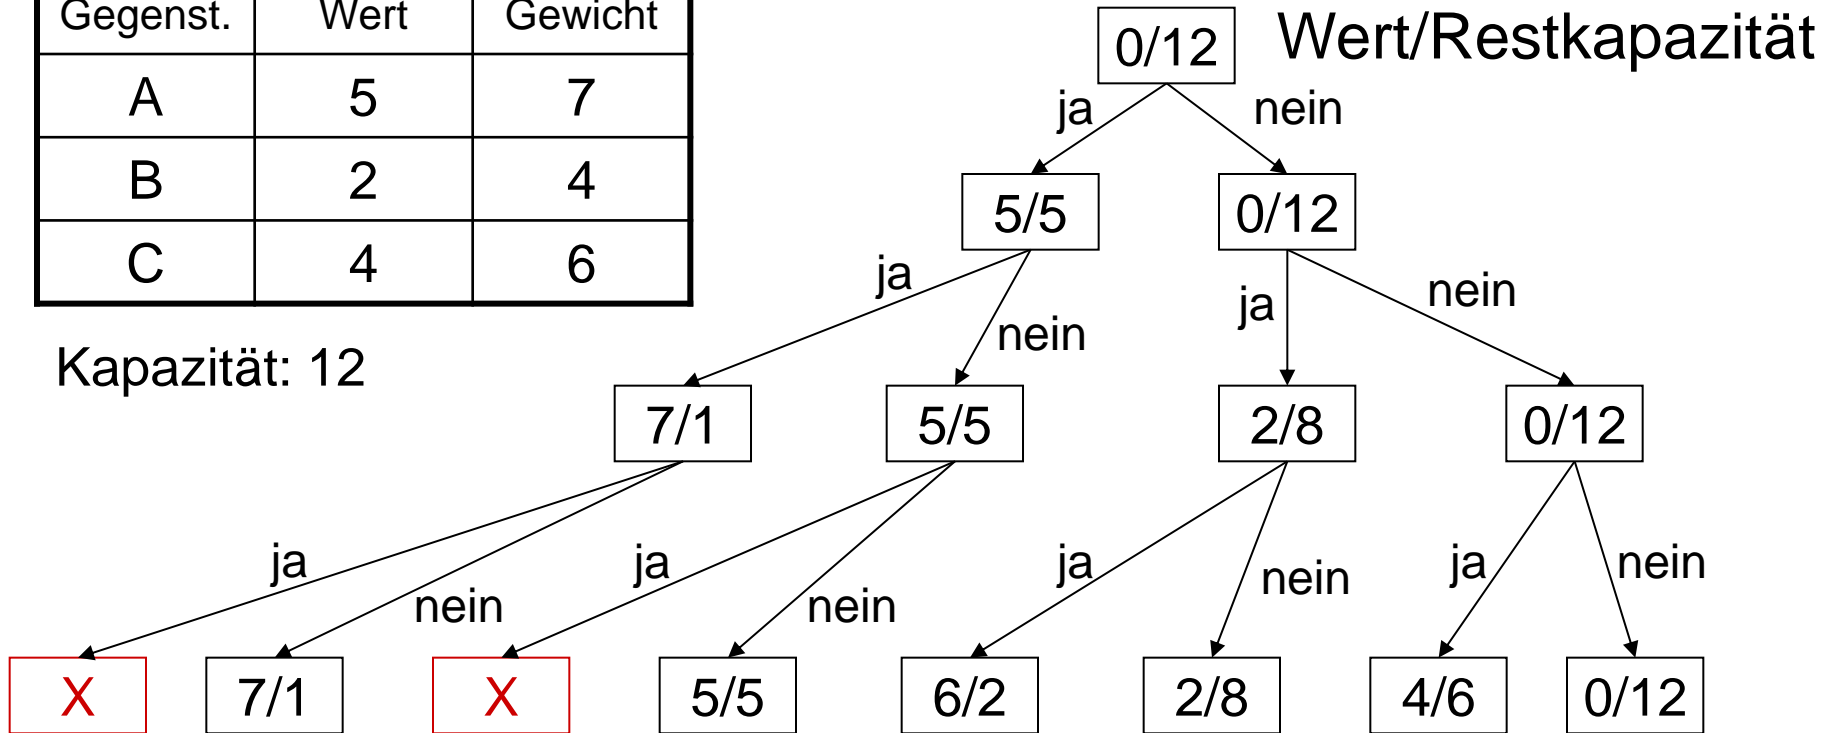 Gegenst. Wert Gewicht
A 5 7
B 2 4
C 4 6
Kapazität: 12
Wert/Restkapazität
0/12
ja nein
5/5 0/12
ja nein ja nein
7/1 5/5 2/8 0/12
ja nein ja nein ja nein ja nein
X 7/1 X 5/5 6/2 2/8 4/6 0/12